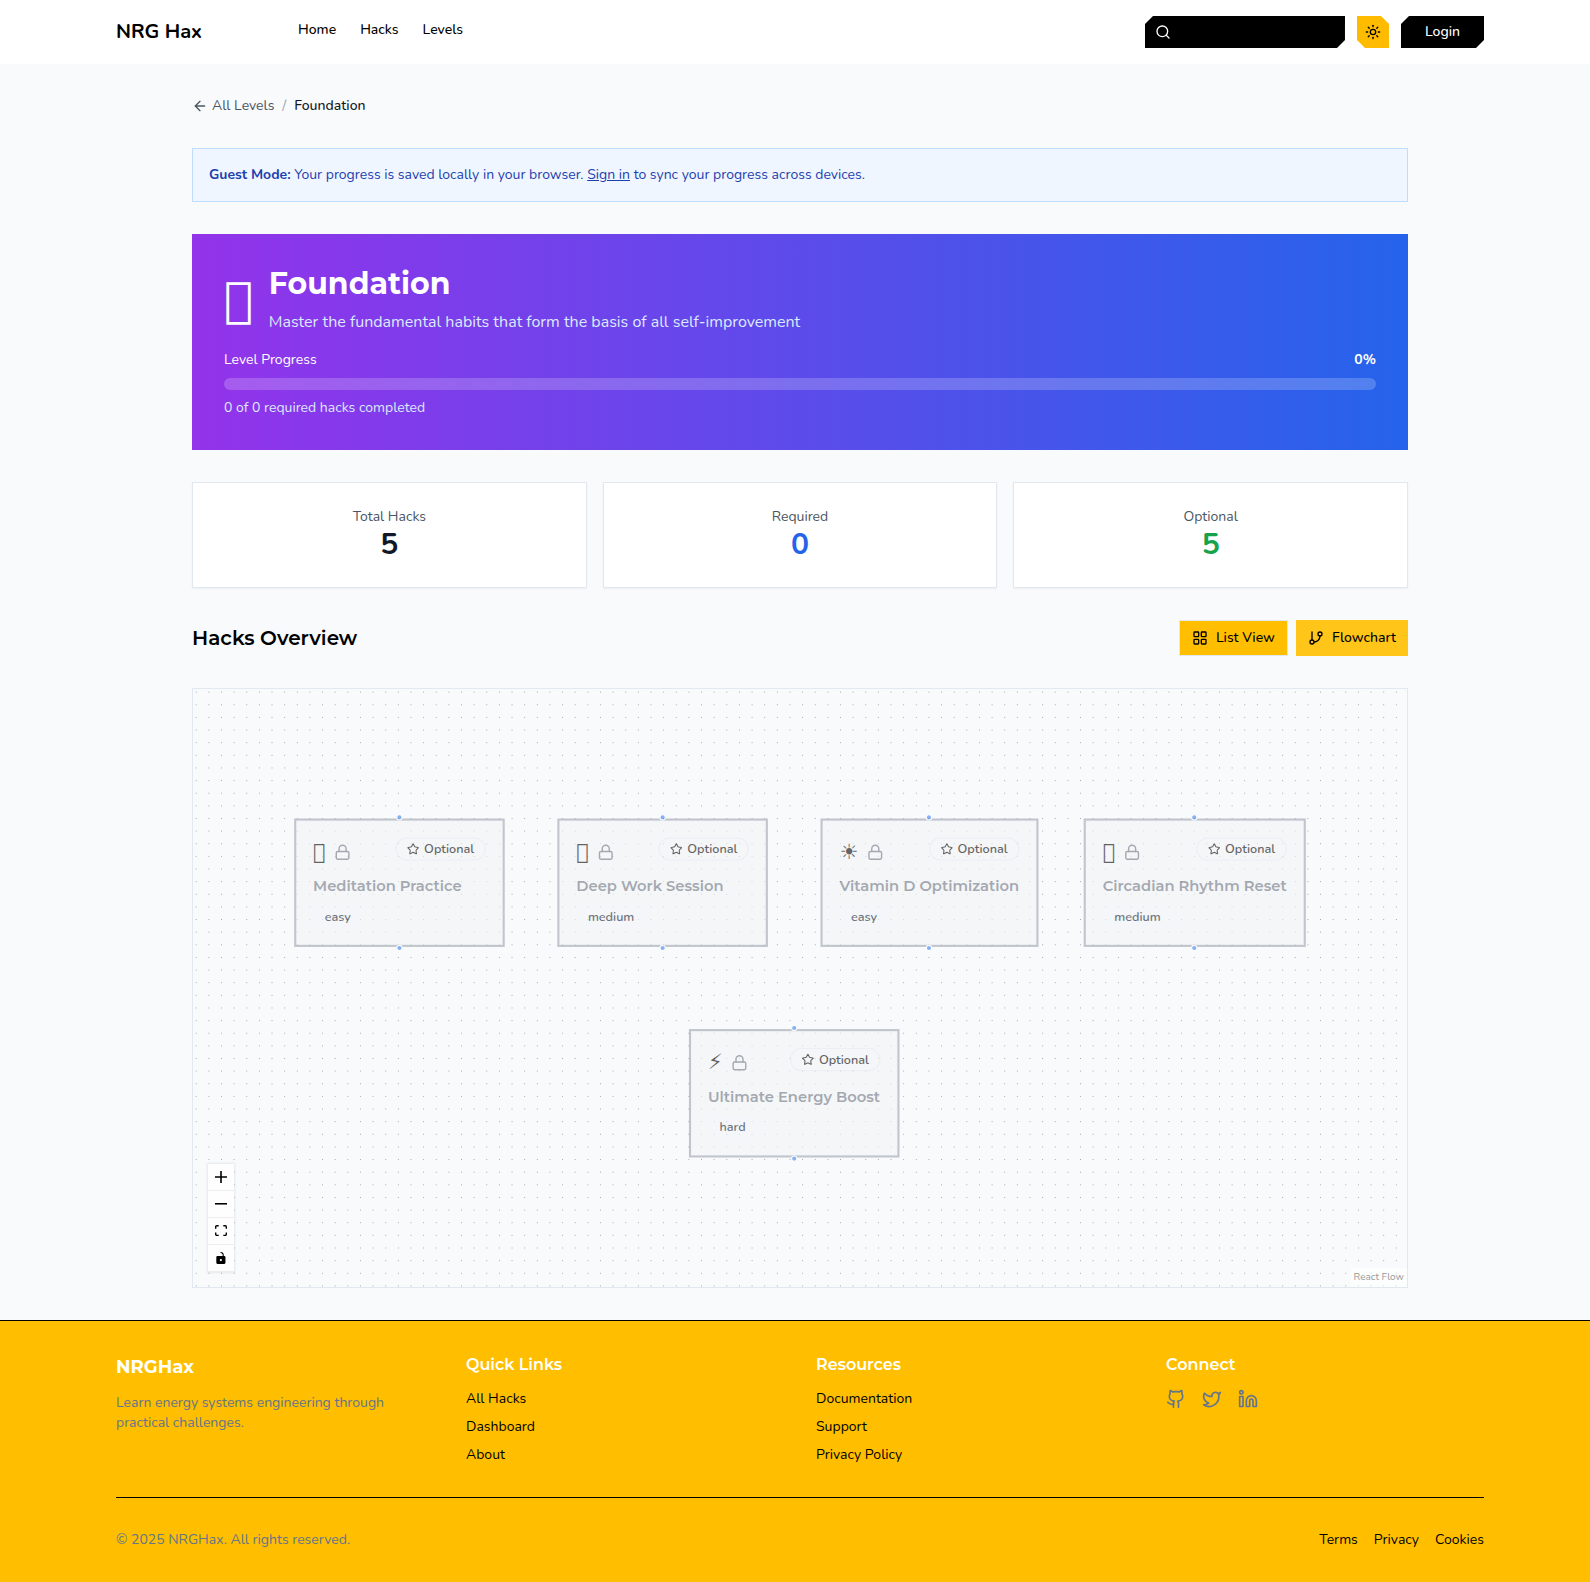 NRG Hax
Home
Hacks
Levels
Login
All Levels / Foundation
Guest Mode: Your progress is saved locally in your browser. Sign in to sync your progress across devices.
Foundation
Master the fundamental habits that form the basis of all self-improvement
Level Progress
0%
0 of 0 required hacks completed
Total Hacks
5
Required
0
Optional
5
Hacks Overview
List View
Flowchart
Optional
Meditation Practice
easy
Optional
Deep Work Session
medium
Optional
Vitamin D Optimization
easy
Optional
Circadian Rhythm Reset
medium
Optional
Ultimate Energy Boost
hard
React Flow
NRGHax
Learn energy systems engineering through
practical challenges.
Quick Links
All Hacks
Dashboard
About
Resources
Documentation
Support
Privacy Policy
Connect
© 2025 NRGHax. All rights reserved.
Terms
Privacy
Cookies